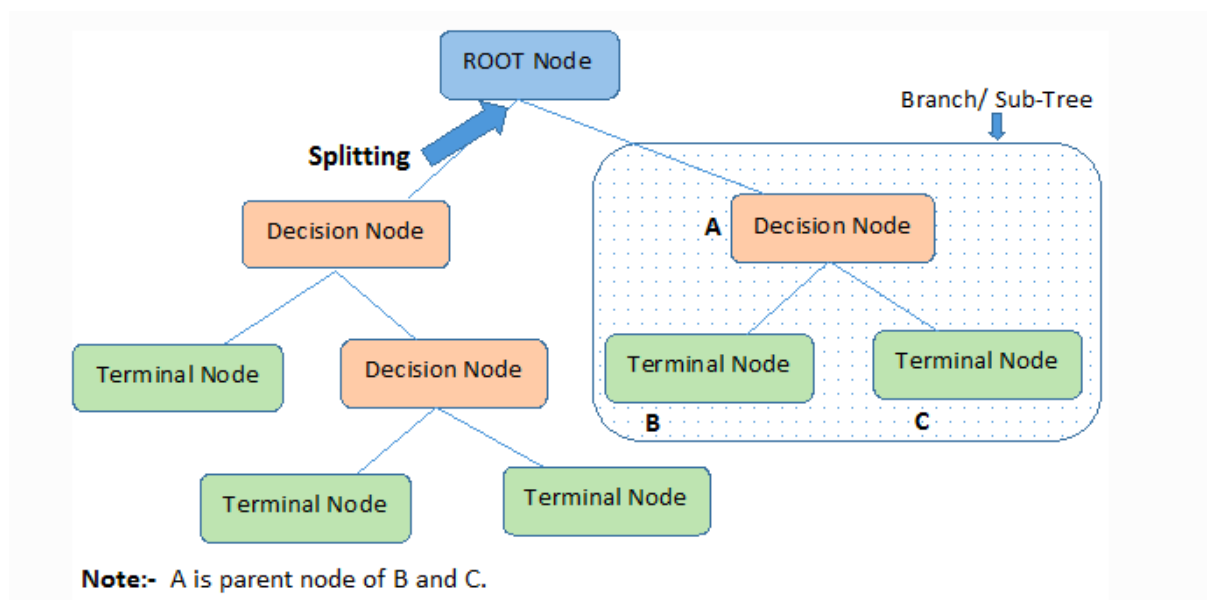 ROOT Node
Branch/ Sub-Tree
Splitting
Decision Node
A
Decision Node
Terminal Node
Decision Node
Terminal Node
Terminal Node
B
C
Terminal Node
Terminal Node
Note:- A is parent node of B and C.